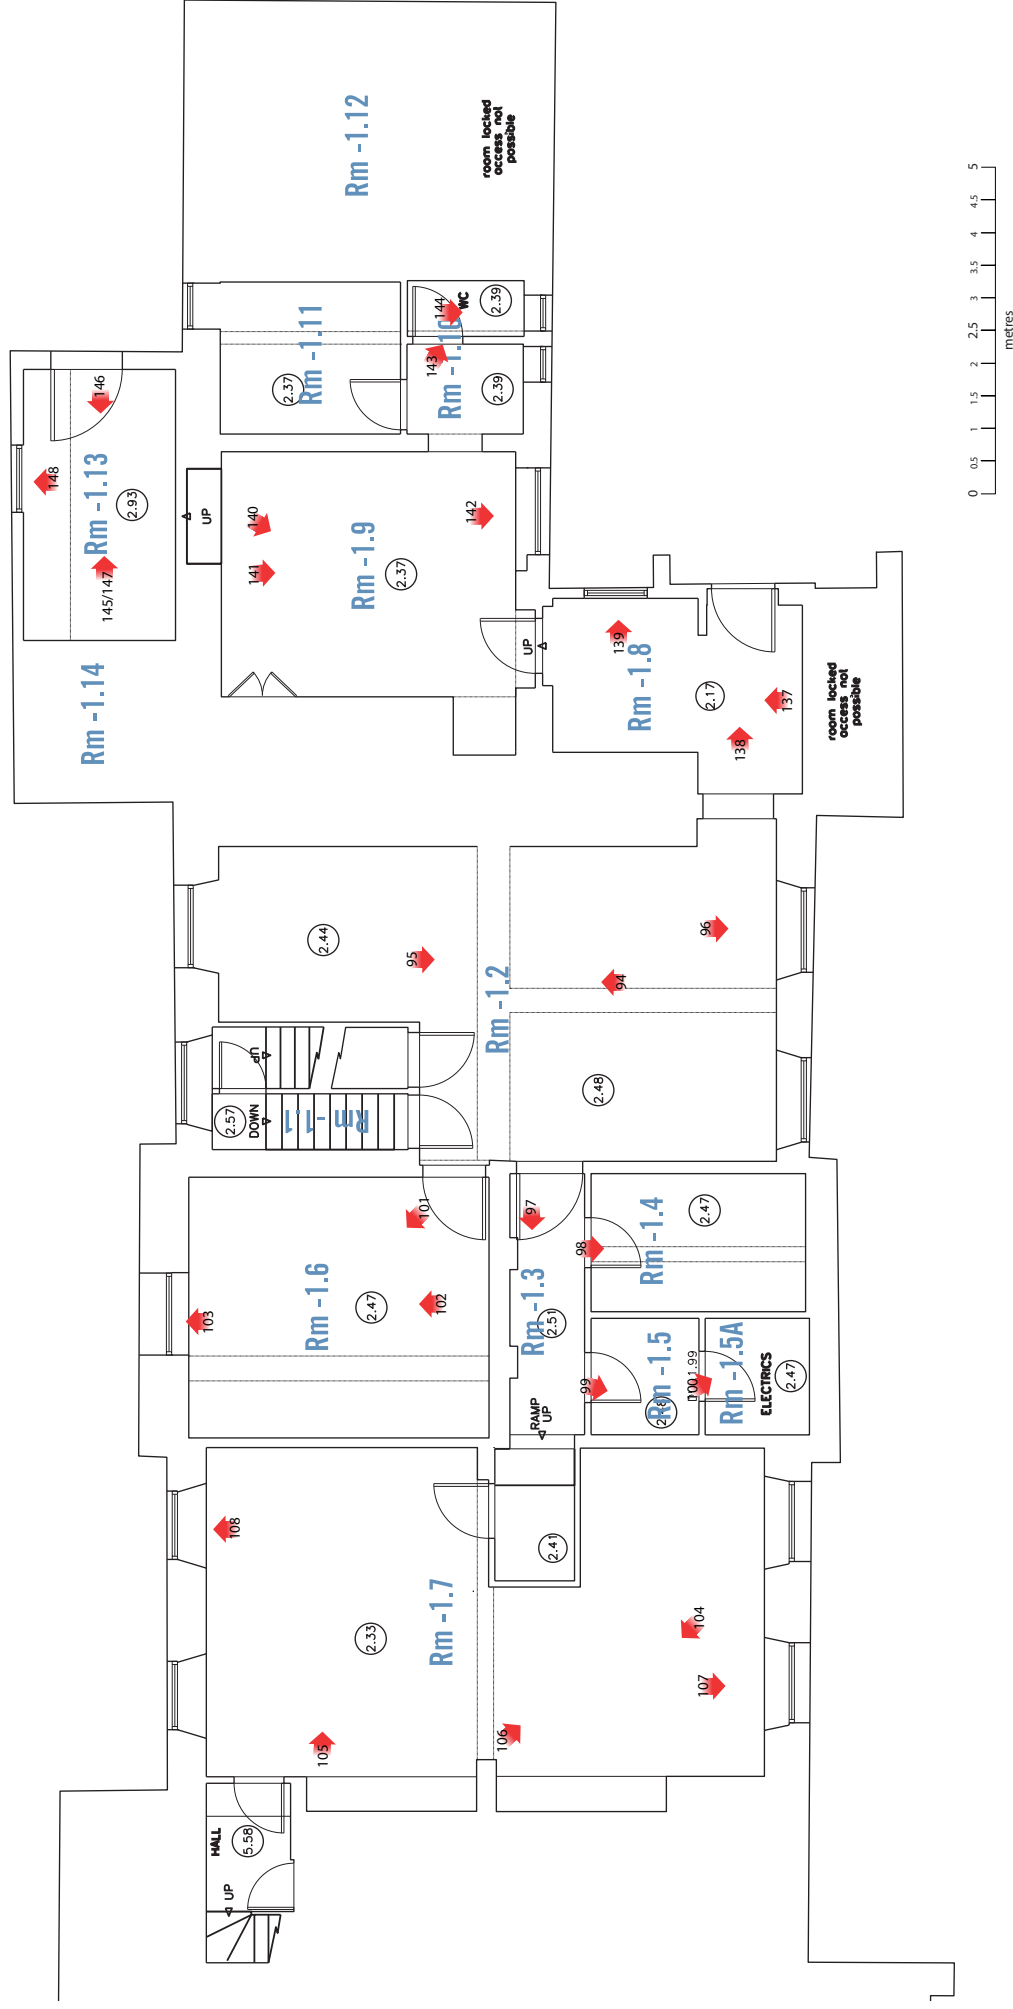 Rm -1.12
room locked
occess not
possible
Rm -1.11
2.37
144
WC
2.39
Rm -1.10
143
2.39
146
148
Rm -1.13
2.93
145/147
UP
140
141
142
Rm -1.9
2.37
Rm -1.14
UP
139
Rm -1.8
2.17
137
138
room locked
occess not
possible
0
0.5
1
1.5
2
2.5
3
3.5
4
4.5
5
metres
2.44
95
96
94
Rm -1.2
2.48
UP
DOWN
2.57
Rm -1.1
101
102
103
Rm -1.6
2.47
97
98
Rm -1.3
2.51
Rm -1.4
2.47
99
RAMP
UP
Rm -1.5
100
1.99
Rm -1.5A
ELECTRICS
2.47
108
Rm -1.7
2.33
2.41
104
107
106
105
HALL
5.58
UP